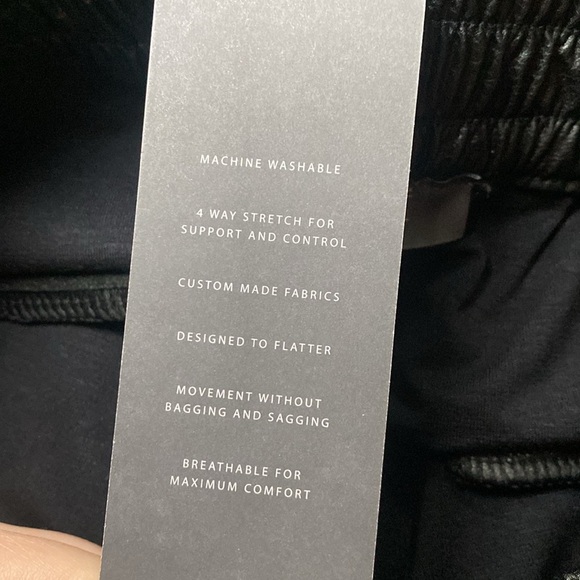 MACHINE WASHABLE
4 WAY STRETCH FOR
SUPPORT AND CONTROL
CUSTOM MADE FABRICS
DESIGNED TO FLATTER
MOVEMENT WITHOUT
BAGGING AND SAGGING
BREATHABLE FOR
MAXIMUM COMFORT